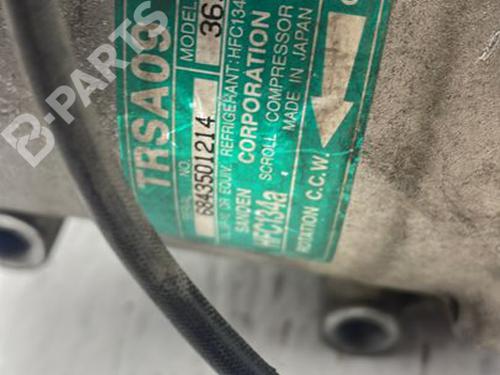 TRSA09
MODEL 36
NO. 6843501214
OR EQUIV. REFRIGERANT: HFC134
SANDEN CORPORATION
HFC134a SCROLL COMPRESSOR
MADE IN JAPAN
ROTATION C.C.W.
B-PARTS